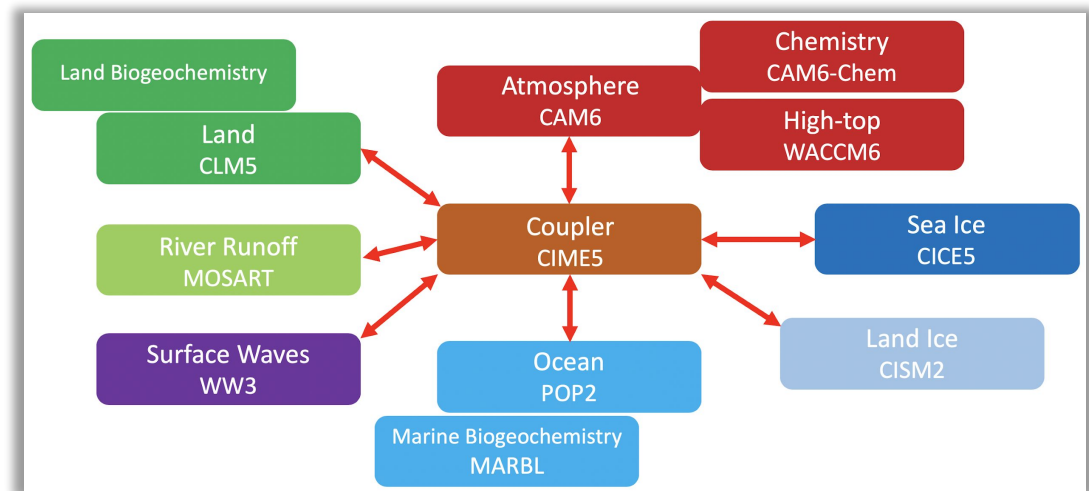 Land Biogeochemistry
Land
CLM5
River Runoff
MOSART
Surface Waves
WW3
Atmosphere
CAM6
Chemistry
CAM6-Chem
High-top
WACCM6
Coupler
CIME5
Sea Ice
CICE5
Land Ice
CISM2
Ocean
POP2
Marine Biogeochemistry
MARBL